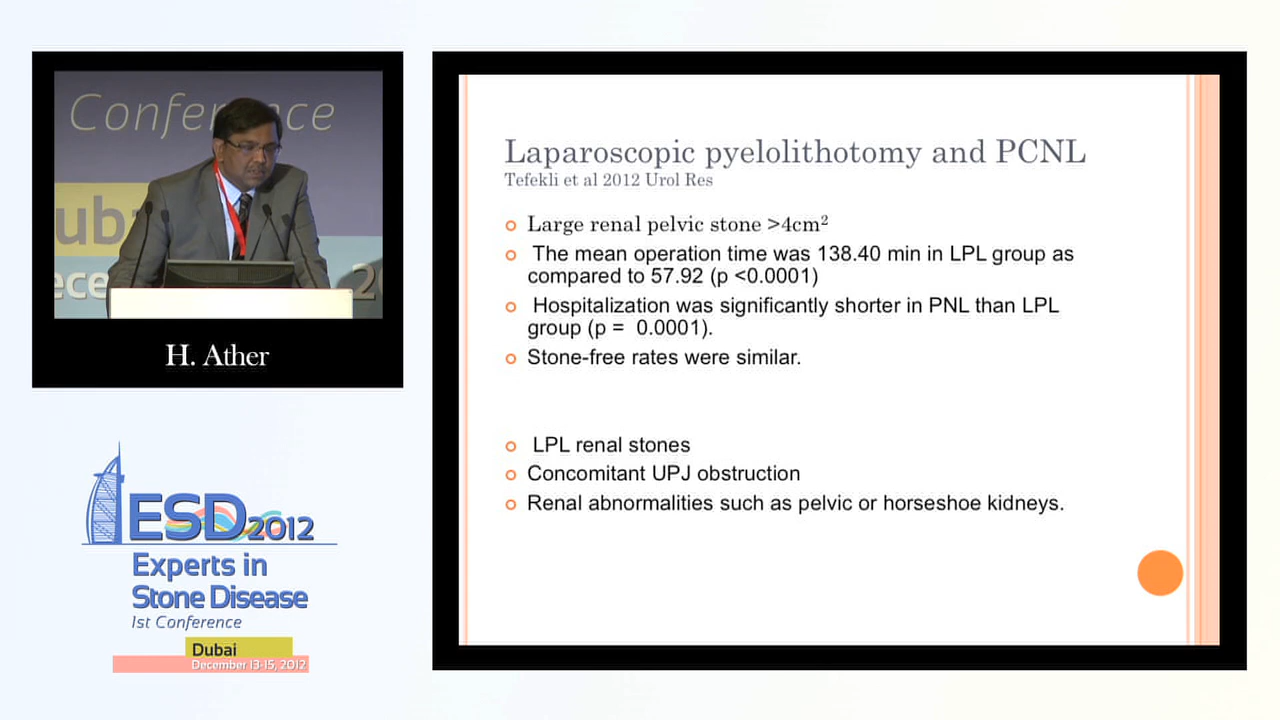 Conference
uba
ece
2
H. Ather
ESD2012
Experts in
Stone Disease
1st Conference
Dubai
December 13-15, 2012
Laparoscopic pyelolithotomy and PCNL
Tefekli et al 2012 Urol Res
Large renal pelvic stone >4cm²
The mean operation time was 138.40 min in LPL group as
compared to 57.92 (p <0.0001)
Hospitalization was significantly shorter in PNL than LPL
group (p = 0.0001).
Stone-free rates were similar.
LPL renal stones
Concomitant UPJ obstruction
Renal abnormalities such as pelvic or horseshoe kidneys.